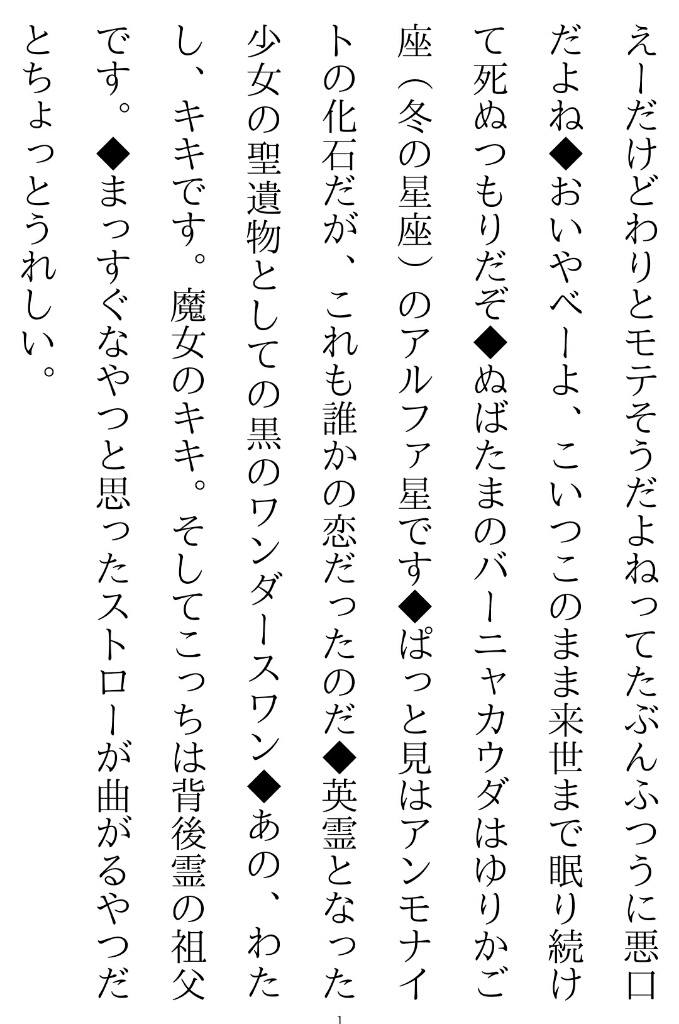 えーだけどわりとモテそうだよねってたぶんふつうに悪口
だよね◆おいやべーよ、こいつこのまま来世まで眠り続け
て死ぬつもりだぞ◆ぬばたまのバーニャカウダはゆりかご
座（冬の星座）のアルファ星です◆ぱっと見はアンモナイ
トの化石だが、これも誰かの恋だったのだ◆英霊となった
少女の聖遺物としての黒のワンダースワン◆あの、わた
し、キキです。魔女のキキ。そしてこっちは背後霊の祖父
です。◆まっすぐなやつと思ったストローが曲がるやつだ
とちょっとうれしい。
1